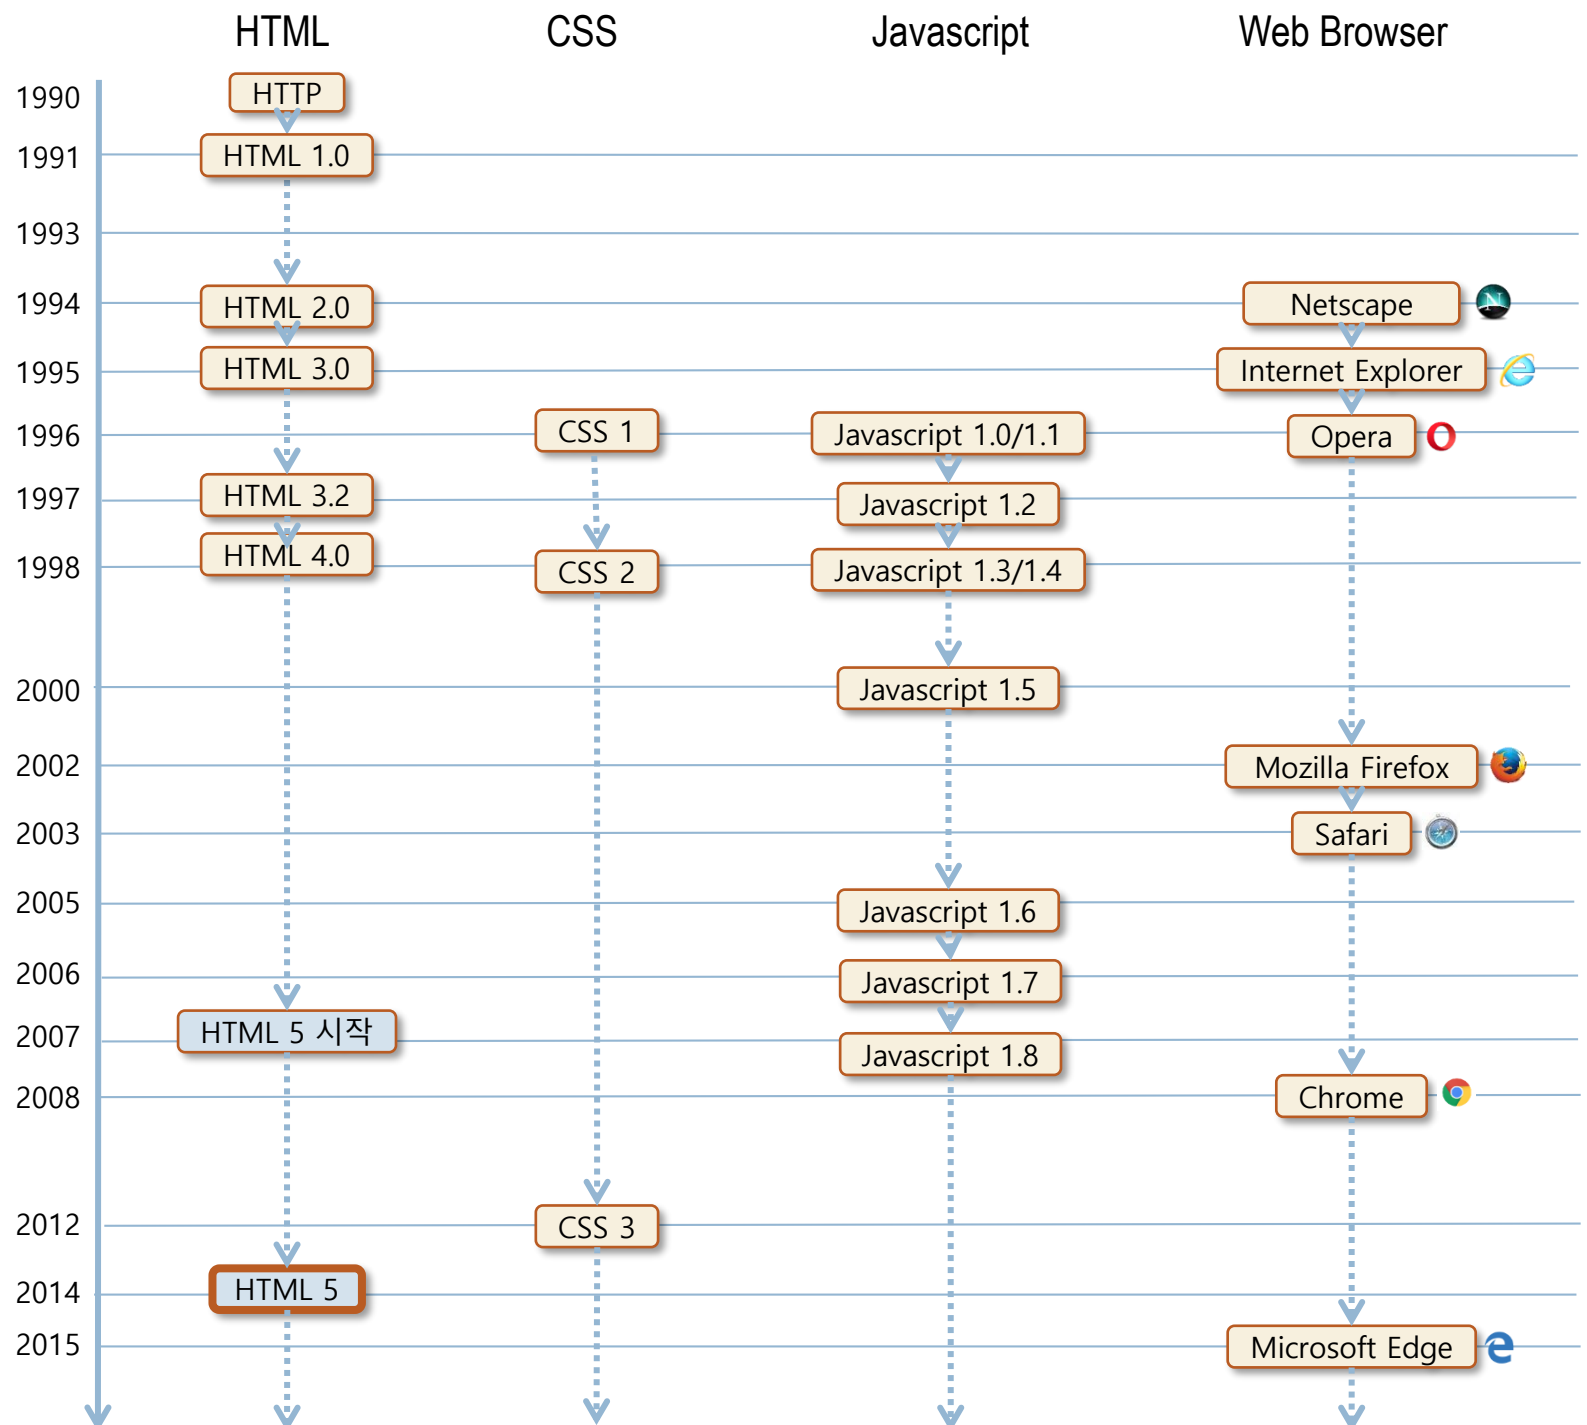 HTML CSS Javascript Web Browser
1990 HTTP
1991 HTML 1.0
1993
1994 HTML 2.0 Netscape N
1995 HTML 3.0 Internet Explorer
1996 CSS 1 Javascript 1.0/1.1 Opera
1997 HTML 3.2 Javascript 1.2
1998 HTML 4.0 CSS 2 Javascript 1.3/1.4
2000 Javascript 1.5
2002 Mozilla Firefox
2003 Safari
2005 Javascript 1.6
2006 Javascript 1.7
2007 HTML 5 시작 Javascript 1.8
2008 Chrome
2012 CSS 3
2014 HTML 5
2015 Microsoft Edge